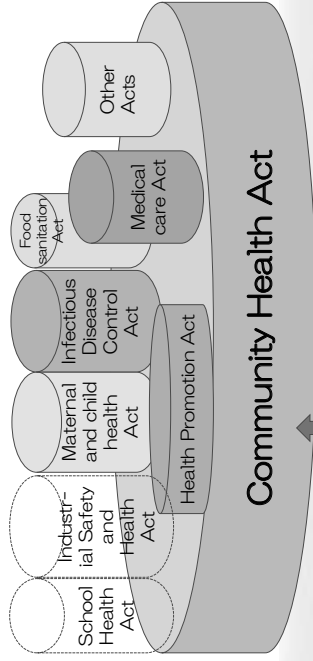 School
Health
Act
Industr-
ial Safety
and
Health
Act
Maternal
and child
health
Act
Infectious
Disease
Control
Act
Food
sanitation
Act
Medical
care Act
Other
Acts
Health Promotion Act
Community Health Act